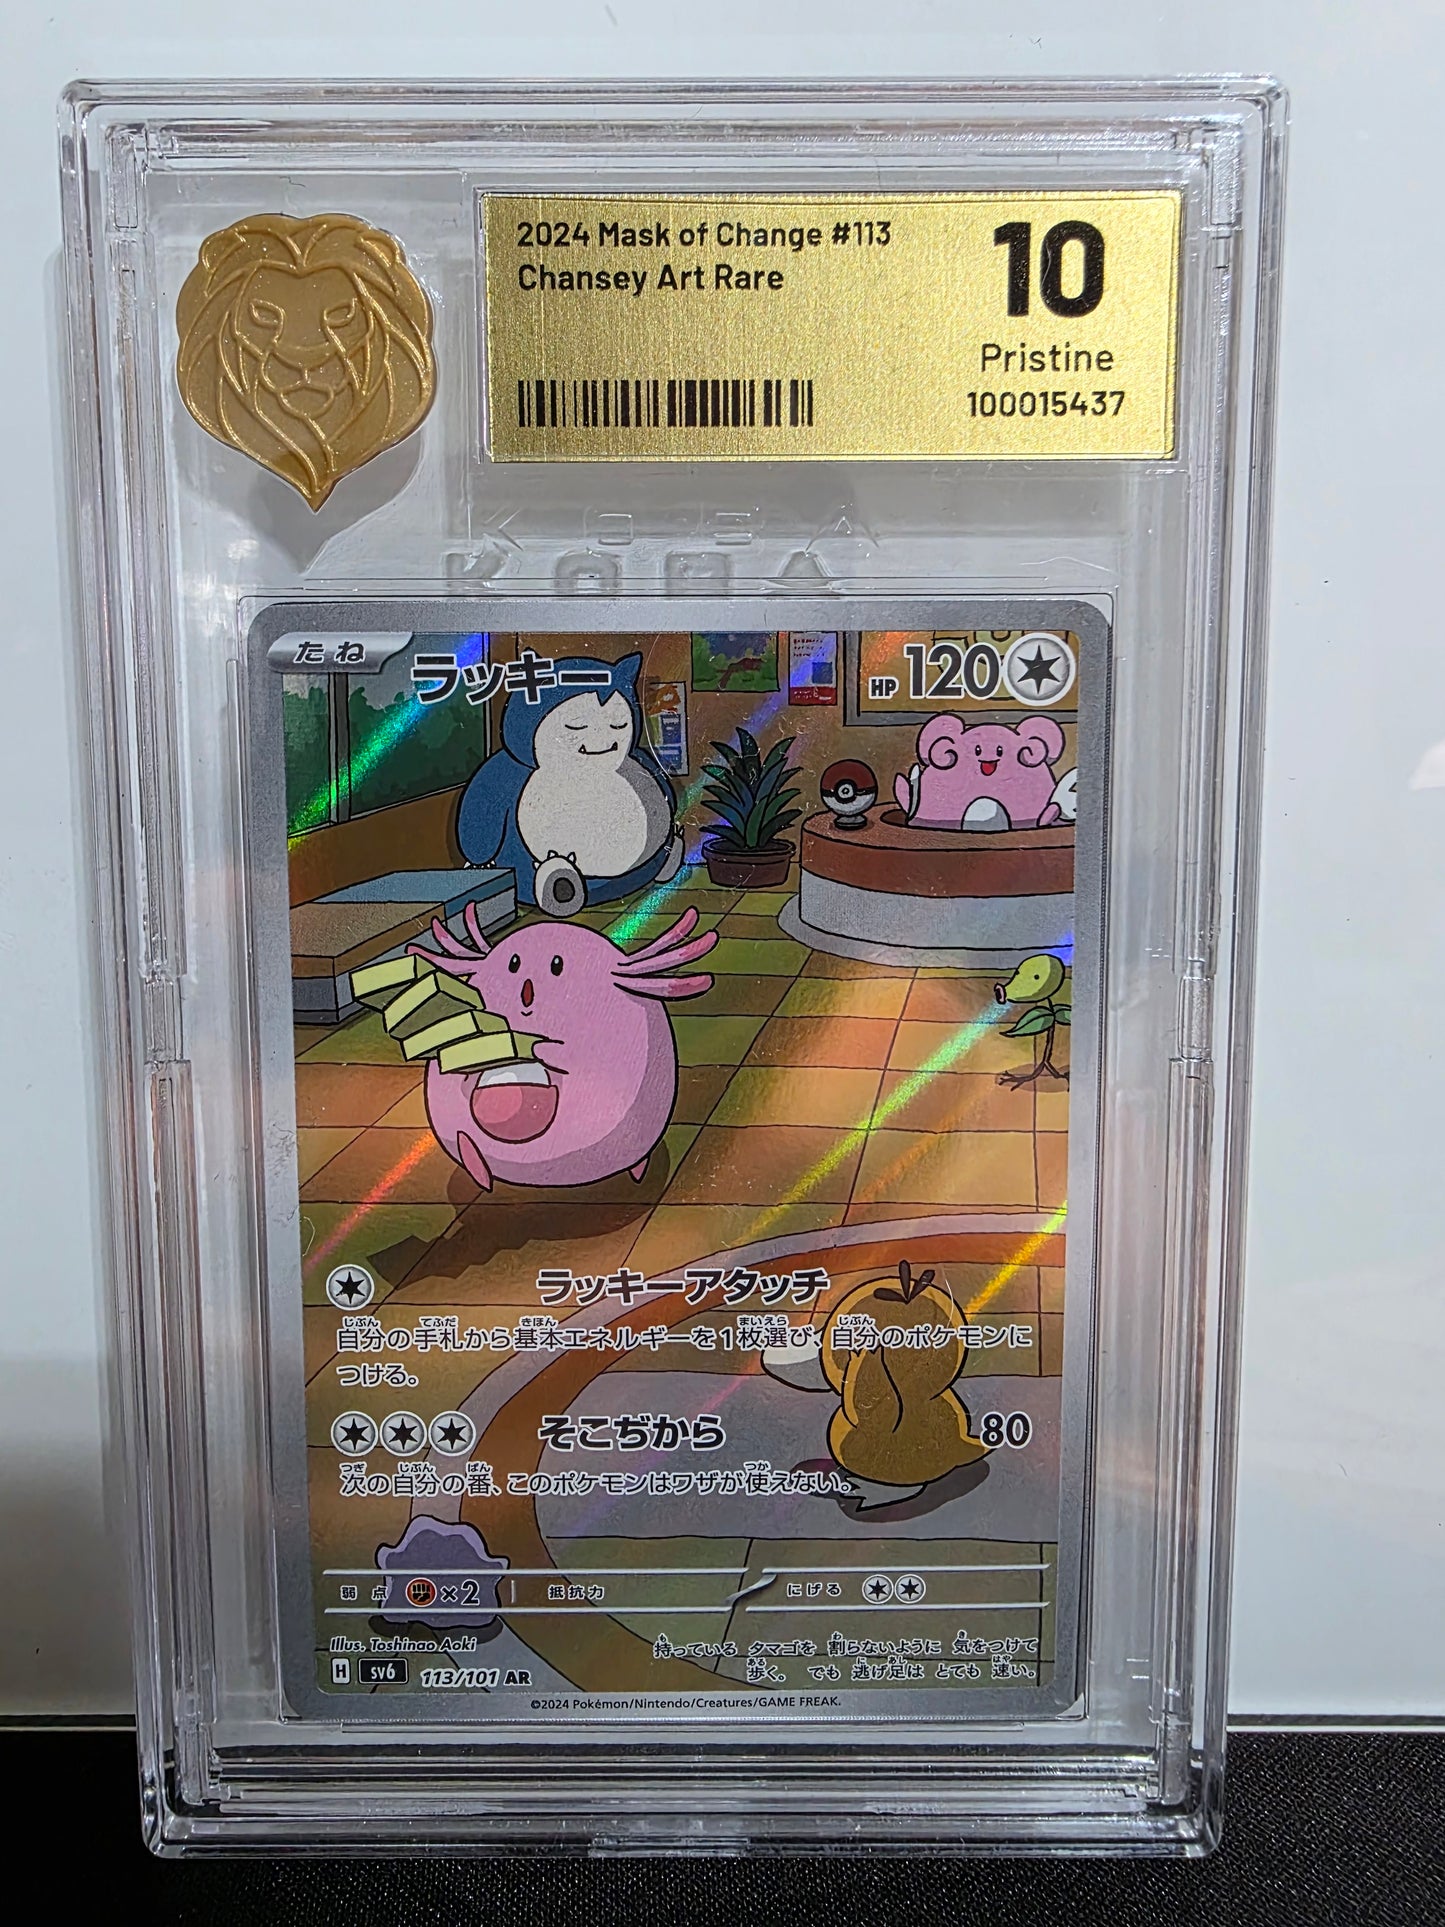 2024 Mask of Change #113
Chansey Art Rare
10
Pristine
100015437
KOBA
たね
ラッキー
HP 120
ラッキーアタッチ
自分の手札から基本エネルギーを1枚選び、自分のポケモンに
つける。
そこぢから 80
次の自分の番、このポケモンはワザが使えない。
弱点 ×2 抵抗力 にげる
Illus. Toshinao Aoki
持っている タマゴを 割らないように 気をつけて
歩く。 でも 逃げ足は とても 速い。
H sv6 113/101 AR
©2024 Pokémon/Nintendo/Creatures/GAME FREAK.